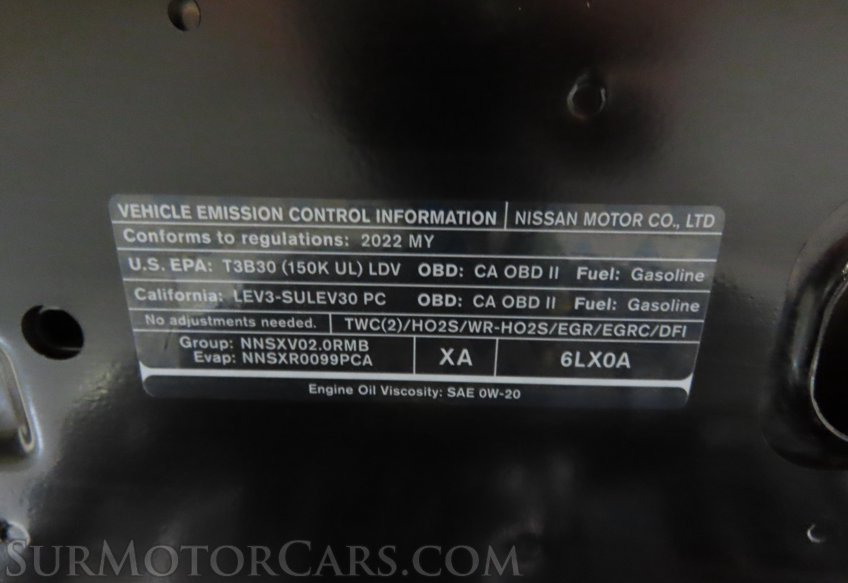 VEHICLE EMISSION CONTROL INFORMATION NISSAN MOTOR CO., LTD
Conforms to regulations: 2022 MY
U.S. EPA: T3B30 (150K UL) LDV OBD: CA OBD II Fuel: Gasoline
California: LEV3-SULEV30 PC OBD: CA OBD II Fuel: Gasoline
No adjustments needed. TWC(2)/HO2S/WR-HO2S/EGR/EGRC/DFI
Group: NNSXV02.0RMB
Evap: NNSXR0099PCA
XA 6LX0A
Engine Oil Viscosity: SAE 0W-20
SURMOTORCARS.COM